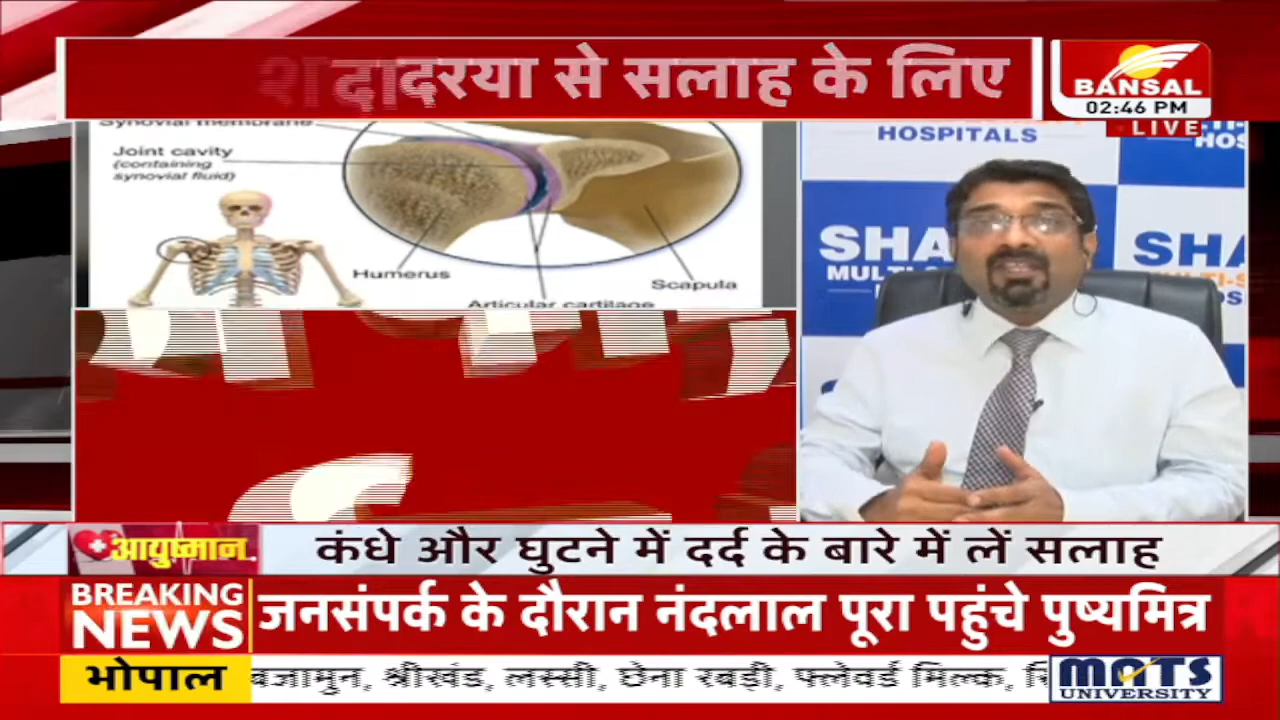 दरया से सलाह के लिए
BANSAL
02:46 PM
LIVE
Synovial membrane
Joint cavity
(containing
synovial fluid)
Humerus
Scapula
Articular cartilage
HOSPITALS
SHA
MULTI-S
SHA
आयुष्मान
कंधे और घुटने में दर्द के बारे में लें सलाह
BREAKING
NEWS
जनसंपर्क के दौरान नंदलाल पूरा पहुंचे पुष्यमित्र
भोपाल
श्रीखंड, लस्सी, छेना रबड़ी, फ्लेवर्ड मिल्क,
MATS
UNIVERSITY